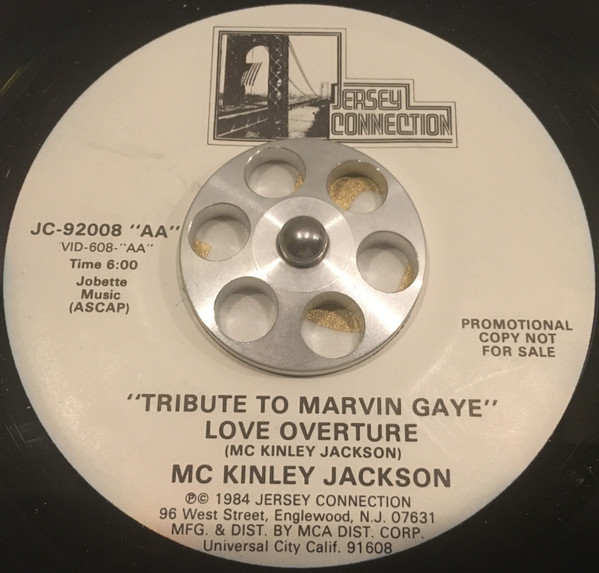 JERSEY
CONNECTION
JC-92008 "AA"
VID-608-"AA"
Time 6:00
Jobette
Music
(ASCAP)
PROMOTIONAL
COPY NOT
FOR SALE
"TRIBUTE TO MARVIN GAYE"
LOVE OVERTURE
(MC KINLEY JACKSON)
MC KINLEY JACKSON
℗© 1984 JERSEY CONNECTION
96 West Street, Englewood, N.J. 07631
MFG. & DIST. BY MCA DIST. CORP.
Universal City Calif. 91608